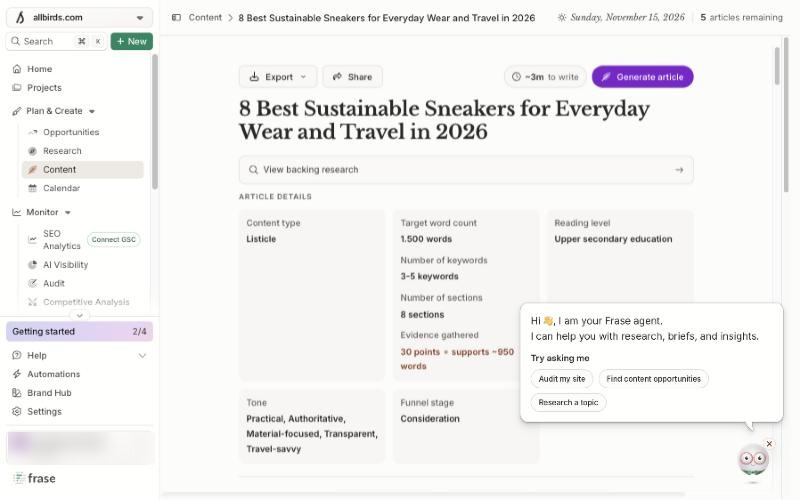 allbirds.com
Search ⌘ K
+ New
Home
Projects
Plan & Create
Opportunities
Research
Content
Calendar
Monitor
SEO
Analytics
Connect GSC
AI Visibility
Audit
Competitive Analysis
Getting started 2/4
Help
Automations
Brand Hub
Settings
frase
Content > 8 Best Sustainable Sneakers for Everyday Wear and Travel in 2026
Sunday, November 15, 2026
5 articles remaining
Export
Share
~3m to write
Generate article
8 Best Sustainable Sneakers for Everyday
Wear and Travel in 2026
View backing research →
ARTICLE DETAILS
Content type
Listicle
Target word count
1.500 words
Number of keywords
3-5 keywords
Number of sections
8 sections
Evidence gathered
30 points • supports ~950
words
Reading level
Upper secondary education
Tone
Practical, Authoritative,
Material-focused, Transparent,
Travel-savvy
Funnel stage
Consideration
Hi 👋, I am your Frase agent.
I can help you with research, briefs, and insights.
Try asking me
Audit my site
Find content opportunities
Research a topic